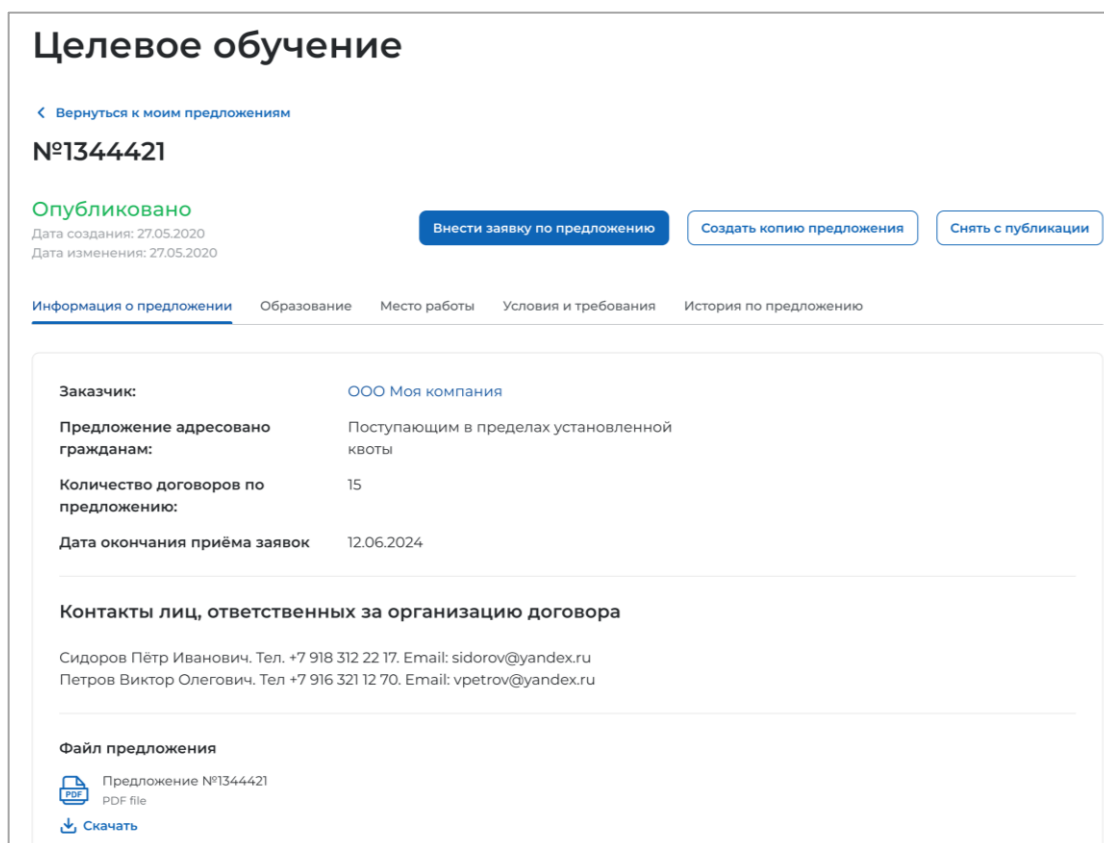 Целевое обучение
Вернуться к моим предложениям
№1344421
Опубликовано
Дата создания: 27.05.2020
Дата изменения: 27.05.2020
Внести заявку по предложению
Создать копию предложения
Снять с публикации
Информация о предложении Образование Место работы Условия и требования История по предложению
Заказчик: ООО Моя компания
Предложение адресовано Поступающим в пределах установленной
гражданам: квоты
Количество договоров по 15
предложению:
Дата окончания приёма заявок 12.06.2024
Контакты лиц, ответственных за организацию договора
Сидоров Пётр Иванович. Тел. +7 918 312 22 17. Email: sidorov@yandex.ru
Петров Виктор Олегович. Тел +7 916 321 12 70. Email: vpetrov@yandex.ru
Файл предложения
PDF
Предложение №1344421
PDF file
Скачать